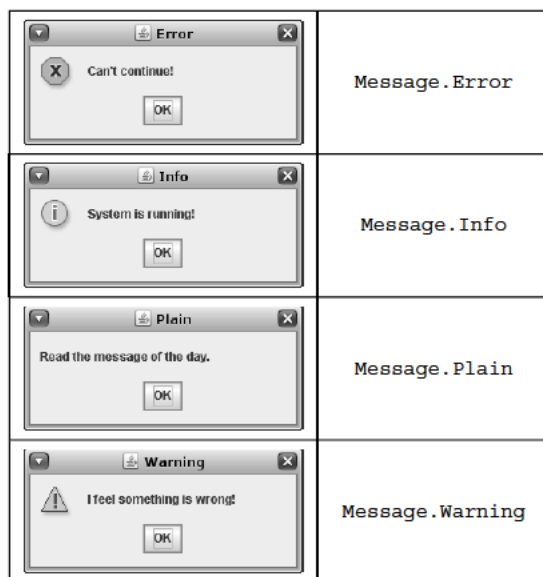 Error
Can't continue!
OK
Message.Error
Info
System is running!
OK
Message.Info
Plain
Read the message of the day.
OK
Message.Plain
Warning
I feel something is wrong!
OK
Message.Warning